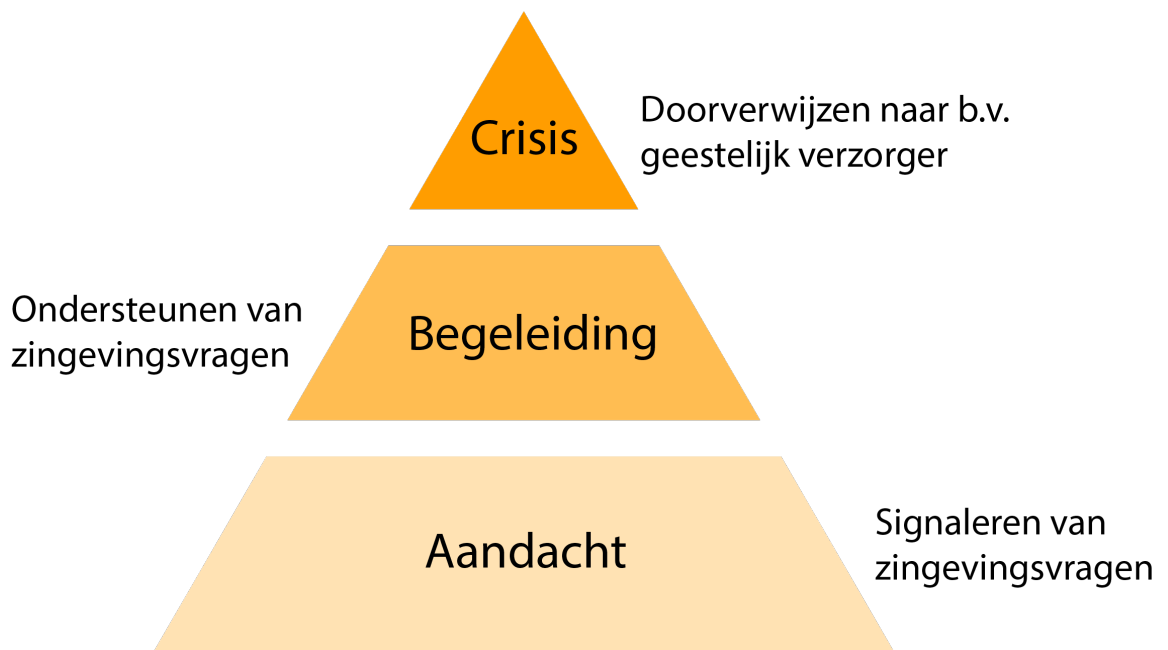 Crisis
Doorverwijzen naar b.v.
geestelijk verzorger
Ondersteunen van
zingevingsvragen
Begeleiding
Aandacht
Signaleren van
zingevingsvragen